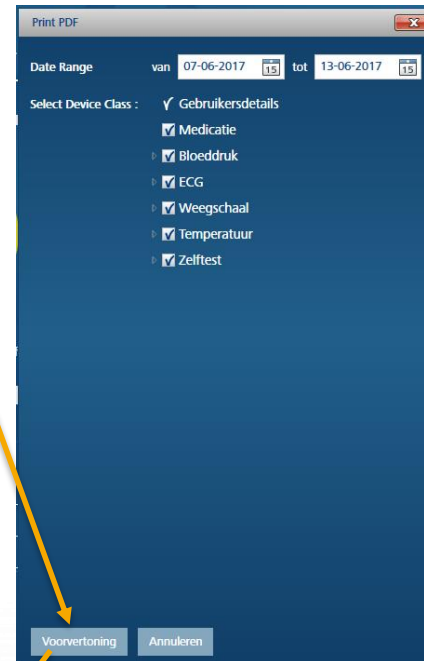 Print PDF
Date Range van 07-06-2017 15 tot 13-06-2017 15
Select Device Class : Gebruikersdetails
Medicatie
Bloeddruk
ECG
Weegschaal
Temperatuur
Zelftest
Voorvertoning Annuleren